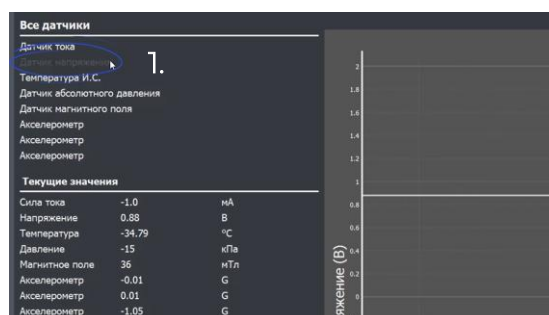 Все датчики
Датчик тока
Датчик напряжения
1.
Температура И.С.
Датчик абсолютного давления
Датчик магнитного поля
Акселерометр
Акселерометр
Акселерометр
Текущие значения
Сила тока -1.0 мА
Напряжение 0.88 В
Температура -34.79 °С
Давление -15 кПа
Магнитное поле 36 мТл
Акселерометр -0.01 G
Акселерометр 0.01 G
Акселерометр -1.05 G
2
1.8
1.6
1.4
1.2
1
0.8
0.6
0.4
0.2
0
яжение (В)